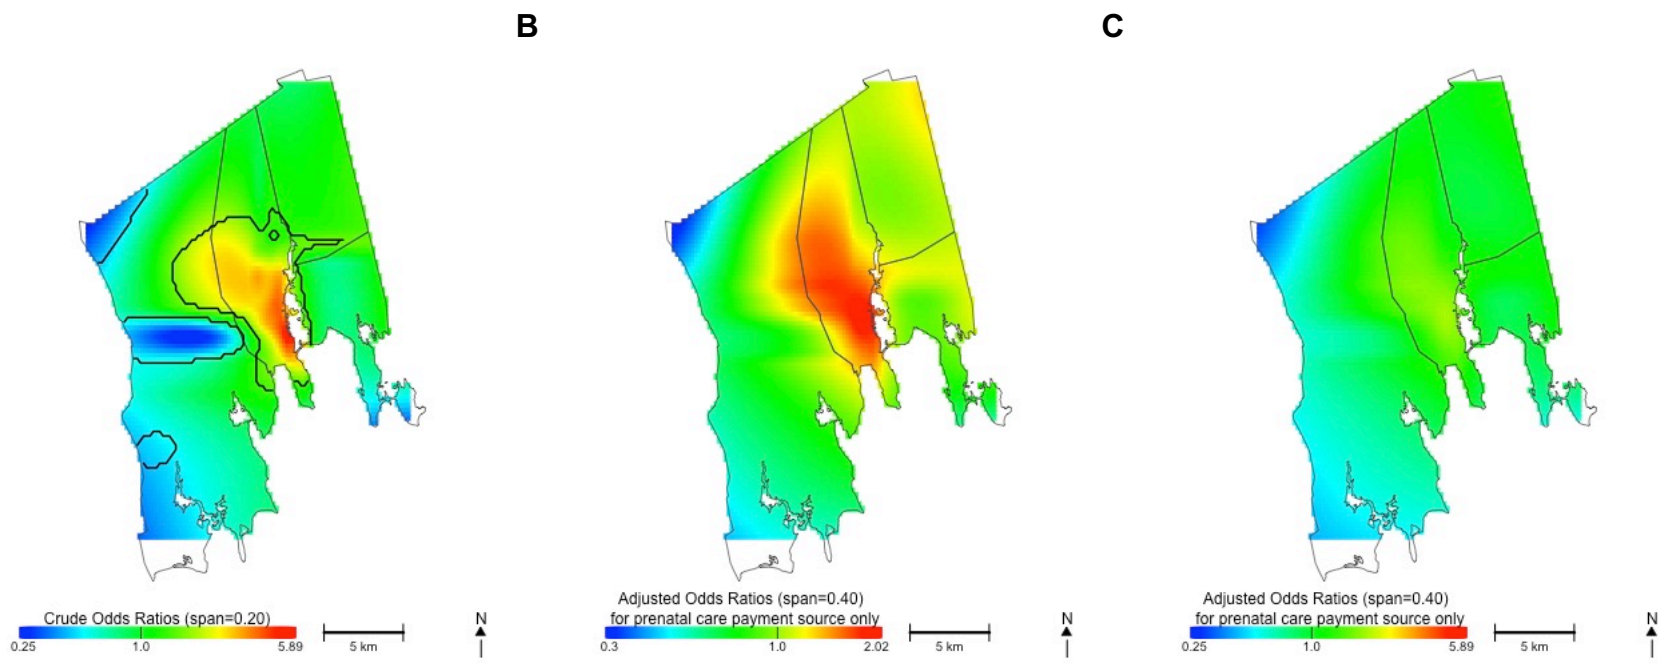 B
C
Crude Odds Ratios (span=0.20)
0.25 1.0 5.89
5 km
N
Adjusted Odds Ratios (span=0.40)
for prenatal care payment source only
0.3 1.0 2.02
5 km
N
Adjusted Odds Ratios (span=0.40)
for prenatal care payment source only
0.25 1.0 5.89
5 km
N